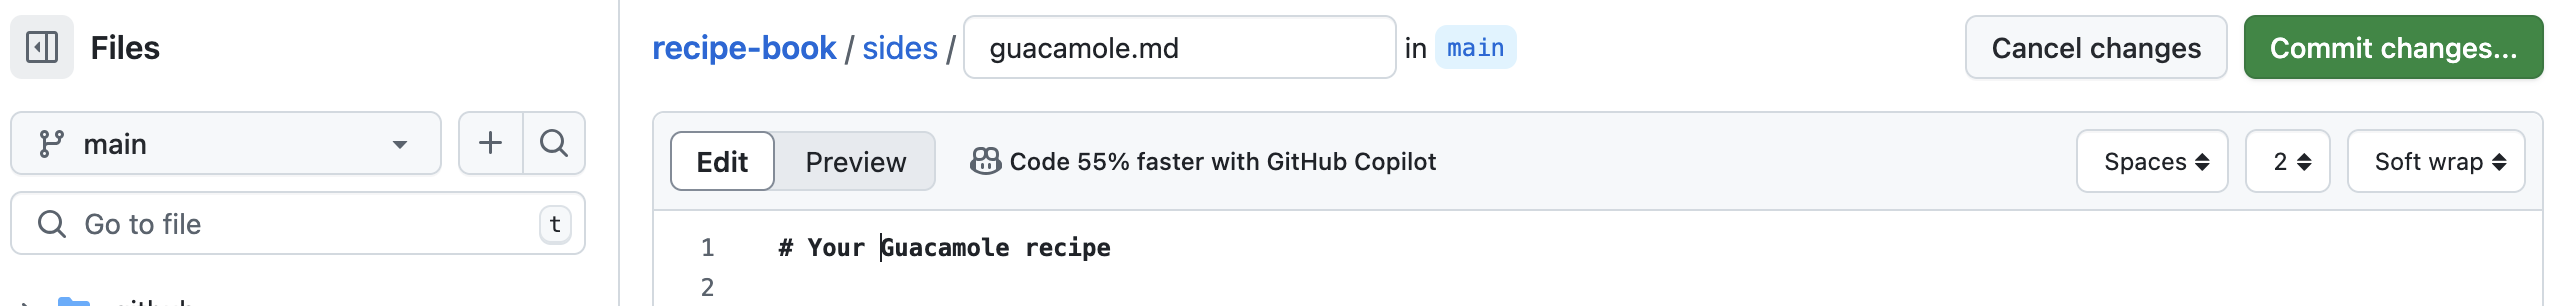 Files
main
Go to file
t
recipe-book / sides / guacamole.md in main
Cancel changes
Commit changes...
Edit
Preview
Code 55% faster with GitHub Copilot
Spaces
2
Soft wrap
1 # Your Guacamole recipe
2